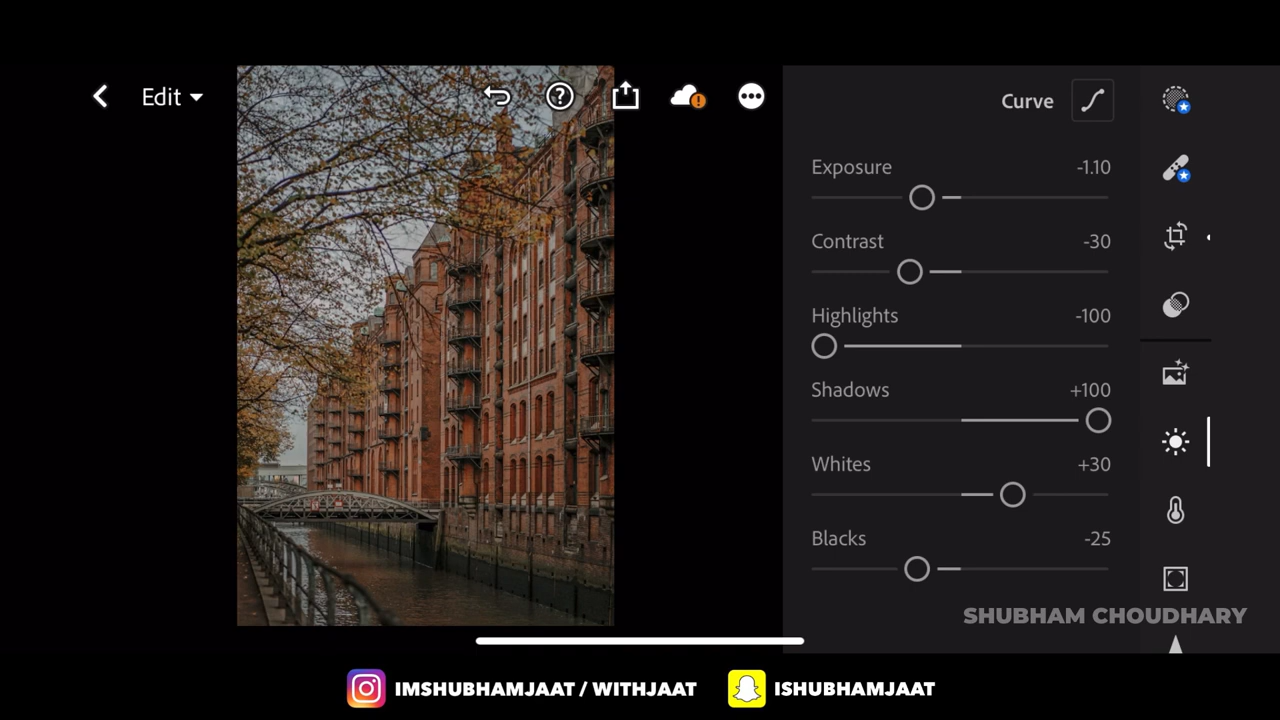 Edit
Curve
Exposure -1.10
Contrast -30
Highlights -100
Shadows +100
Whites +30
Blacks -25
SHUBHAM CHOUDHARY
IMSHUBHAMJAAT / WITHJAAT
ISHUBHAMJAAT